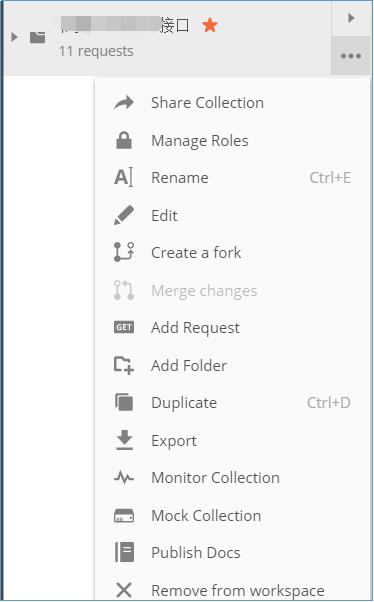 接口
11 requests
Share Collection
Manage Roles
Rename Ctrl+E
Edit
Create a fork
Merge changes
GET Add Request
Add Folder
Duplicate Ctrl+D
Export
Monitor Collection
Mock Collection
Publish Docs
Remove from workspace